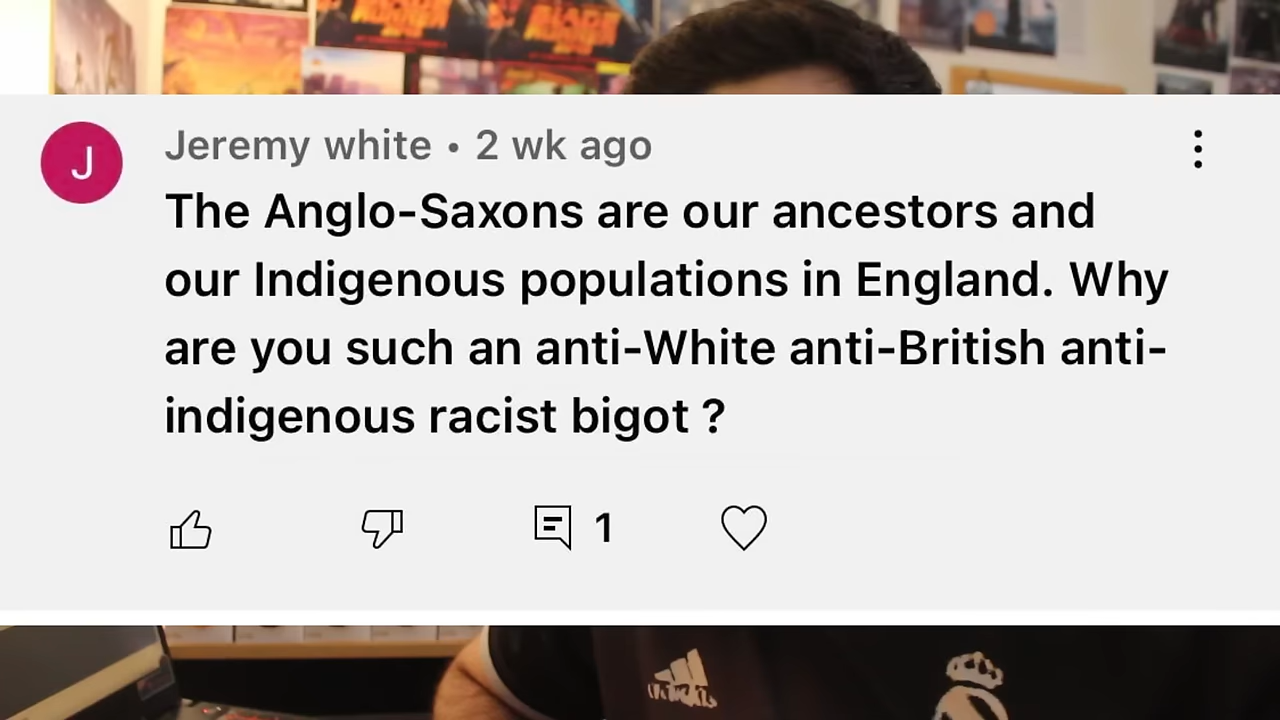 Jeremy white • 2 wk ago
J
The Anglo-Saxons are our ancestors and
our Indigenous populations in England. Why
are you such an anti-White anti-British anti-
indigenous racist bigot ?
1